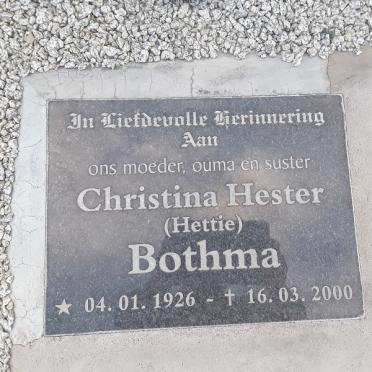 In Liefdevolle Herinnering
Aan
ons moeder, ouma en suster
Christina Hester
(Hettie)
Bothma
★ 04. 01. 1926 - † 16. 03. 2000